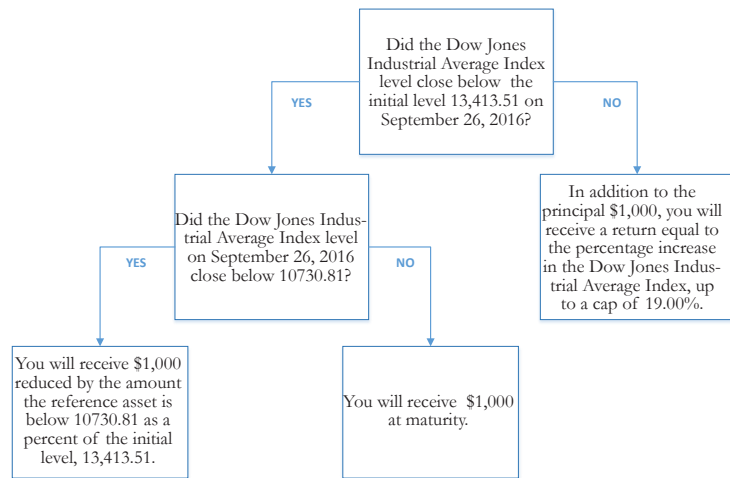 Did the Dow Jones
Industrial Average Index
level close below the
initial level 13,413.51 on
September 26, 2016?
YES
NO
Did the Dow Jones Indus-
trial Average Index level
on September 26, 2016
close below 10730.81?
In addition to the
principal $1,000, you will
receive a return equal to
the percentage increase
in the Dow Jones Indus-
trial Average Index, up
to a cap of 19.00%.
YES
NO
You will receive $1,000
reduced by the amount
the reference asset is
below 10730.81 as a
percent of the initial
level, 13,413.51.
You will receive $1,000
at maturity.